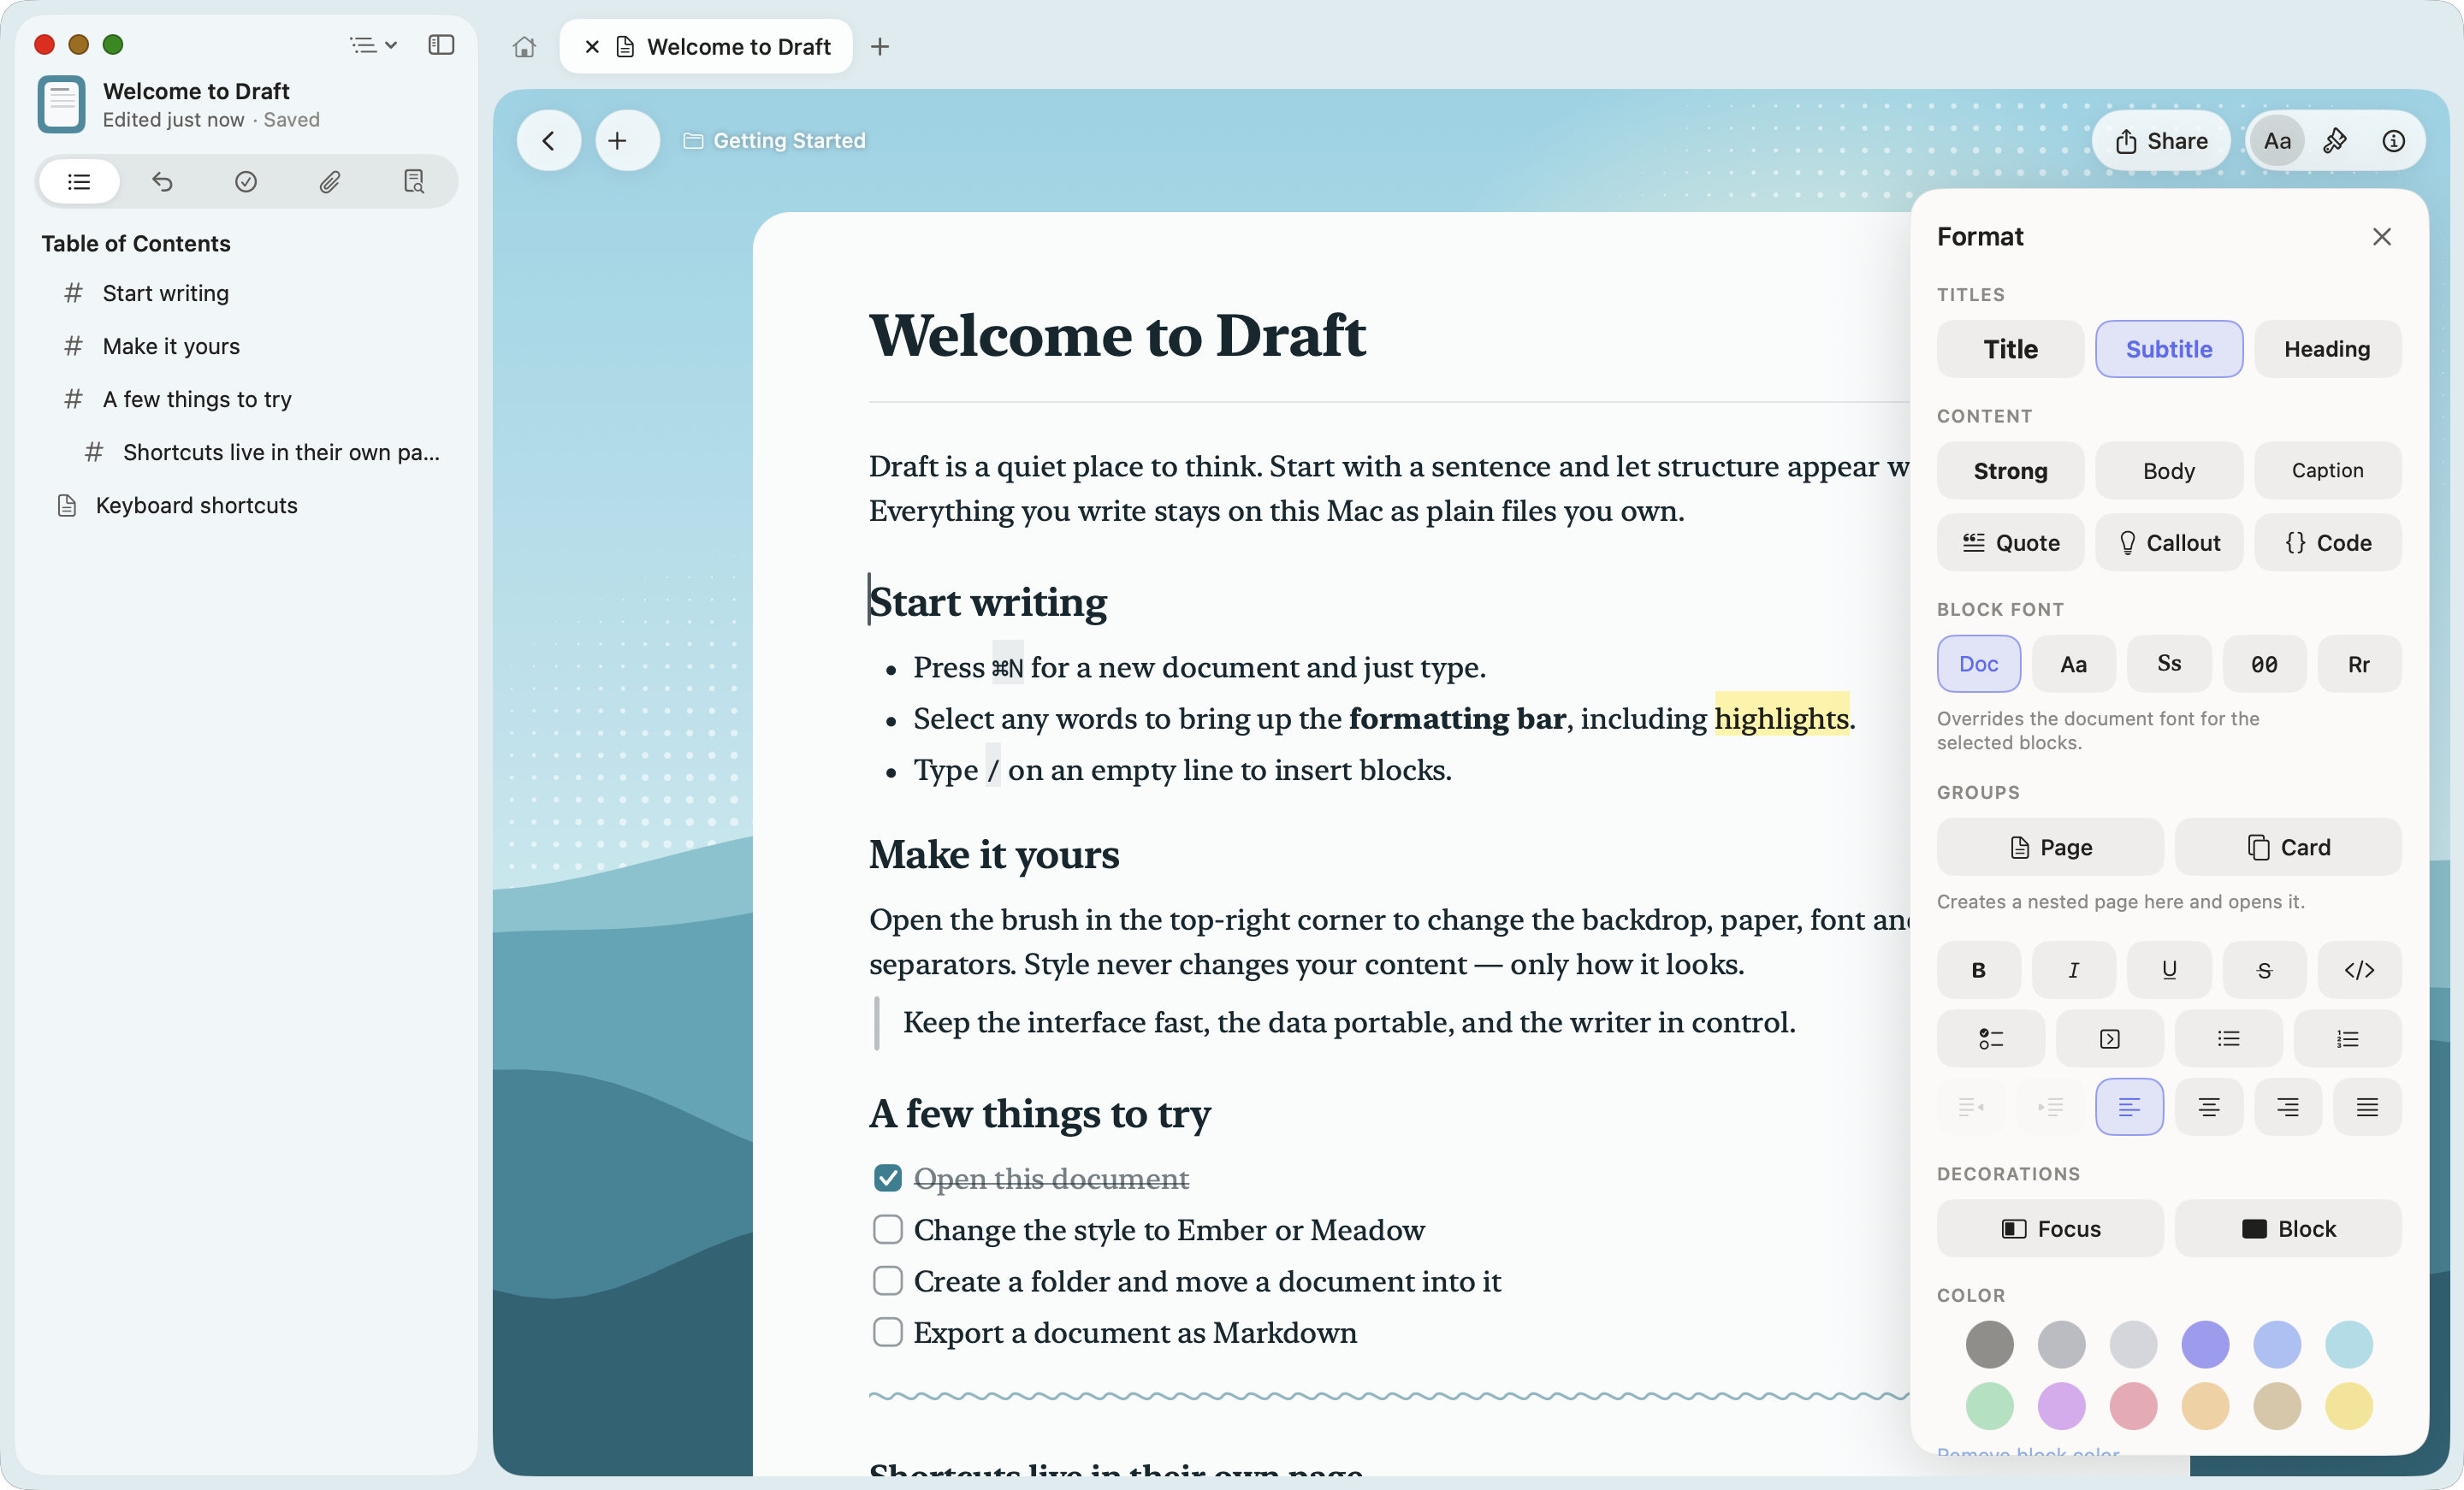 Welcome to Draft
Edited just now · Saved
Table of Contents
# Start writing
# Make it yours
# A few things to try
# Shortcuts live in their own pa...
Keyboard shortcuts
Welcome to Draft
Getting Started
Share
Aa
Welcome to Draft
Draft is a quiet place to think. Start with a sentence and let structure appear w
Everything you write stays on this Mac as plain files you own.
Start writing
• Press ⌘N for a new document and just type.
• Select any words to bring up the formatting bar, including highlights.
• Type / on an empty line to insert blocks.
Make it yours
Open the brush in the top-right corner to change the backdrop, paper, font and
separators. Style never changes your content — only how it looks.
Keep the interface fast, the data portable, and the writer in control.
A few things to try
Open this document
Change the style to Ember or Meadow
Create a folder and move a document into it
Export a document as Markdown
Shortcuts live in their own page
Format
TITLES
Title Subtitle Heading
CONTENT
Strong Body Caption
Quote Callout {} Code
BLOCK FONT
Doc Aa Ss 00 Rr
Overrides the document font for the
selected blocks.
GROUPS
Page Card
Creates a nested page here and opens it.
B I U S </>
DECORATIONS
Focus Block
COLOR
Remove block color